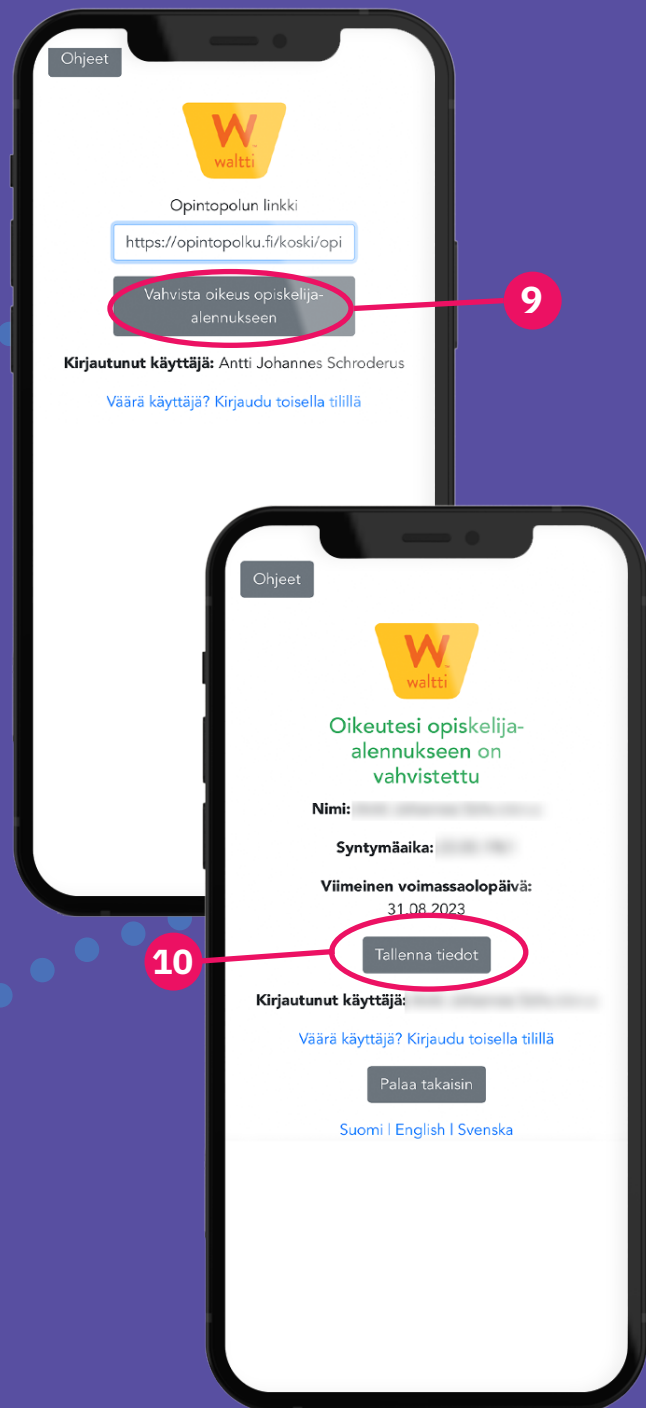 Ohjeet
W
waltti
Opintopolun linkki
https://opintopolku.fi/koski/opi
Vahvista oikeus opiskelija-
alennukseen
9
Kirjautunut käyttäjä: Antti Johannes Schroderus
Väärä käyttäjä? Kirjaudu toisella tilillä
Ohjeet
W
waltti
Oikeutesi opiskelija-
alennukseen on
vahvistettu
Nimi:
Syntymäaika:
Viimeinen voimassaolopäivä:
31.08.2023
10
Tallenna tiedot
Kirjautunut käyttäjä:
Väärä käyttäjä? Kirjaudu toisella tilillä
Palaa takaisin
Suomi | English | Svenska